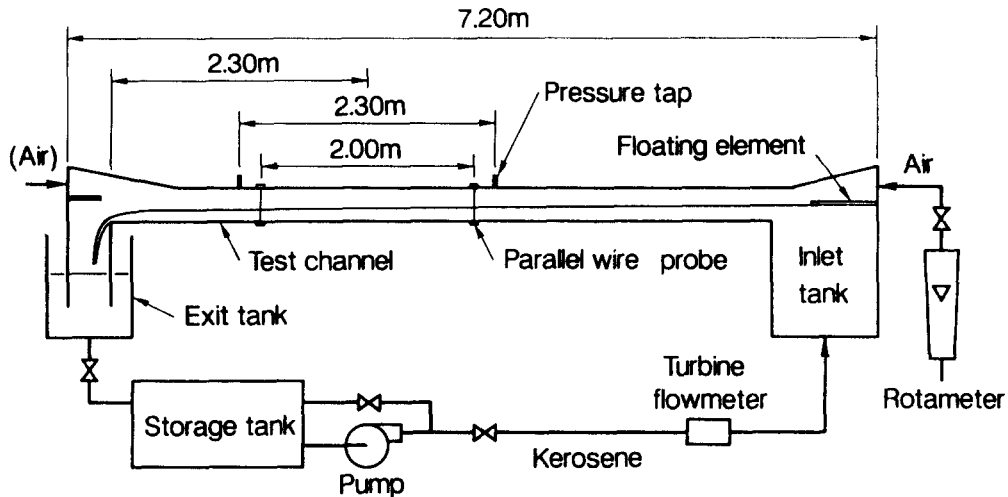 7.20m
2.30m
2.30m
Pressure tap
(Air)
2.00m
Floating element
Air
Test channel
Parallel wire probe
Inlet
tank
Exit tank
Turbine
flowmeter
Rotameter
Storage tank
Kerosene
Pump